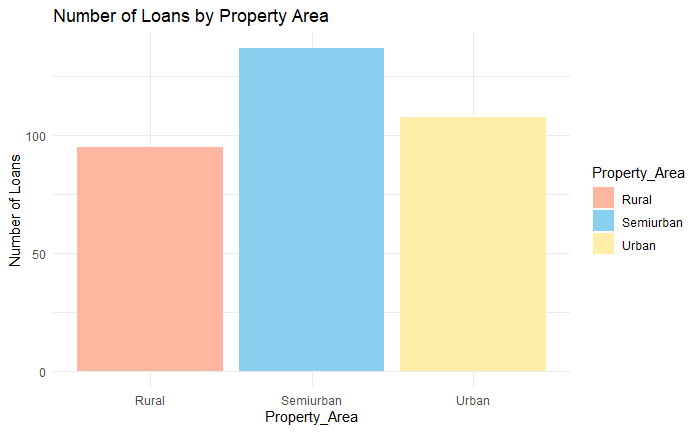 Number of Loans by Property Area
Number of Loans
100
50
0
Rural
Semiurban
Urban
Property_Area
Property_Area
Rural
Semiurban
Urban